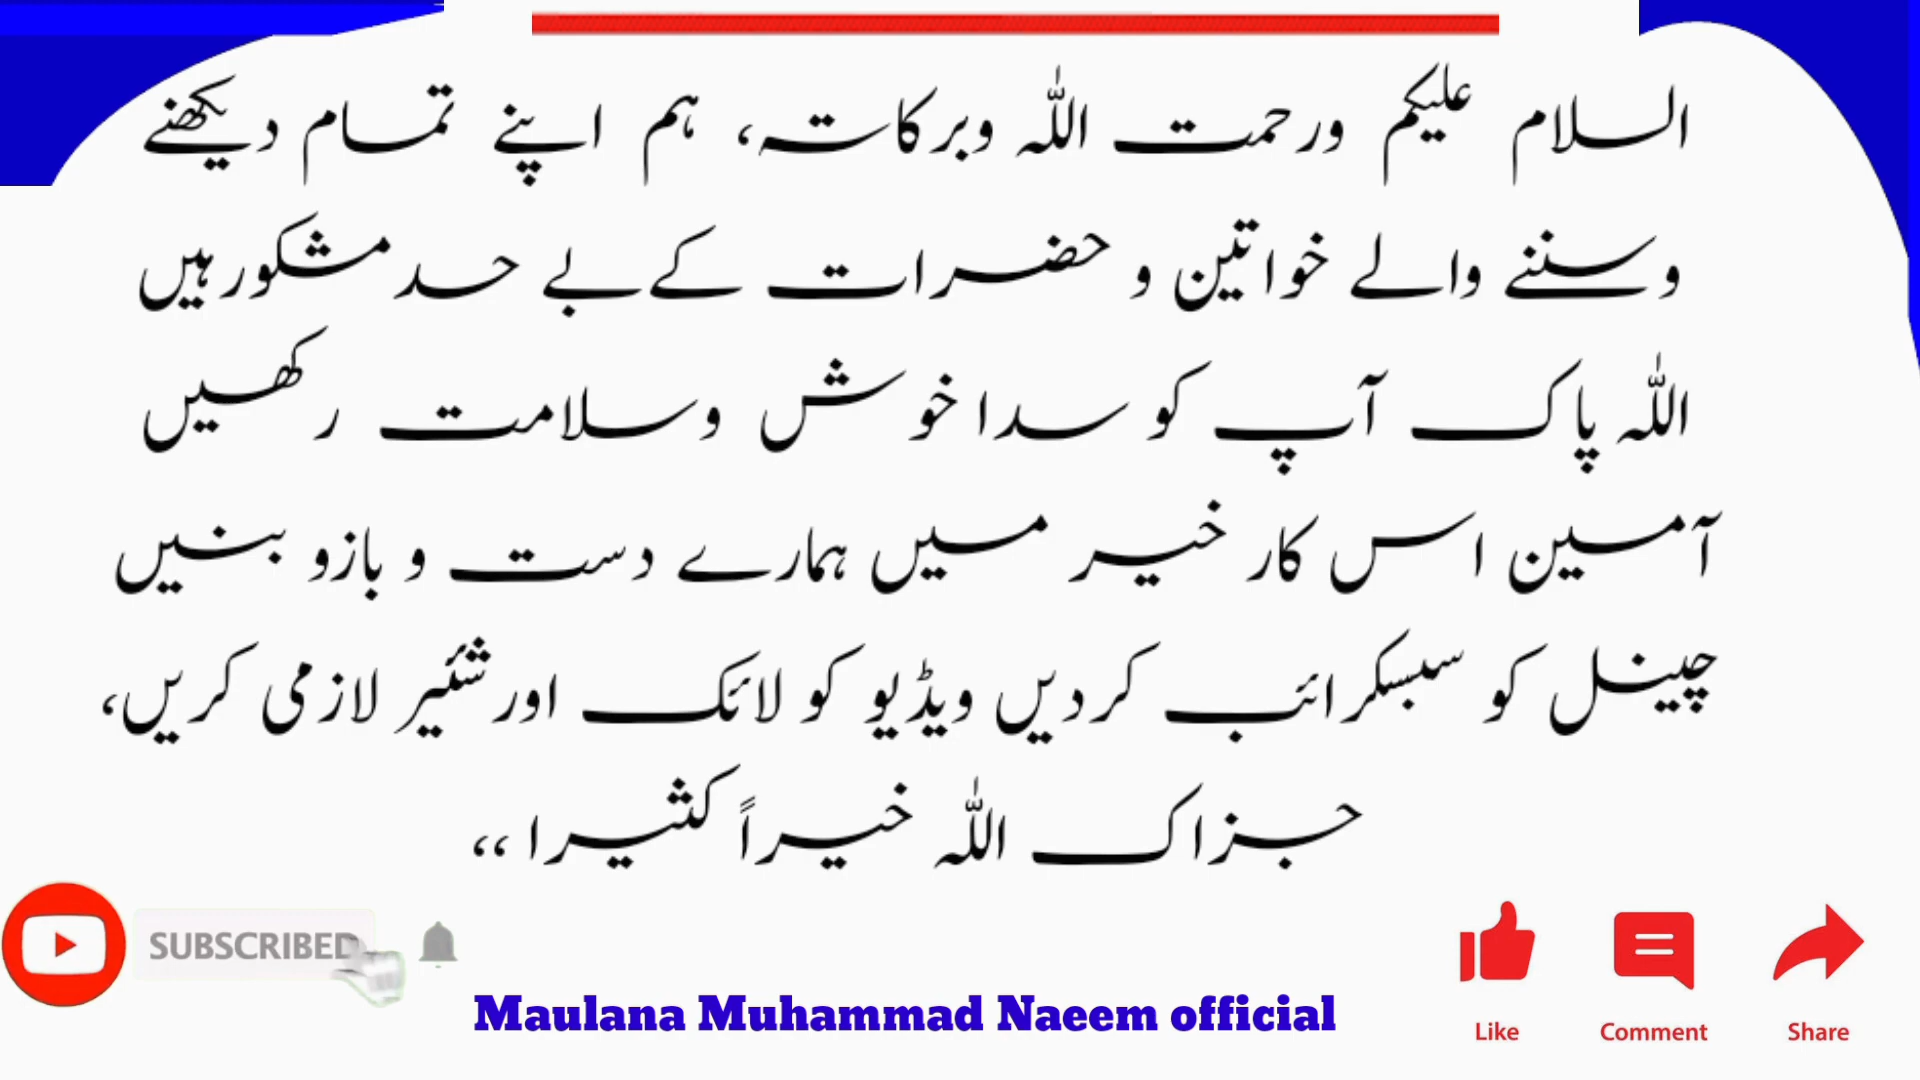 السلام علیکم ورحمت اللہ وبرکاتہ، ہم اپنے تمام دیکھنے
وسننے والے خواتین و حضرات کے بے حد مشکور ہیں
اللہ پاک آپ کو سدا خوش وسلامت رکھیں
آمین اس کار خیر میں ہمارے دست و بازو بنیں
چینل کو سبسکرائب کردیں ویڈیو کو لائک اور شئیر لازمی کریں،
جزاک اللہ خیراً کثیرا ،،
SUBSCRIBED
Maulana Muhammad Naeem official
Like Comment Share